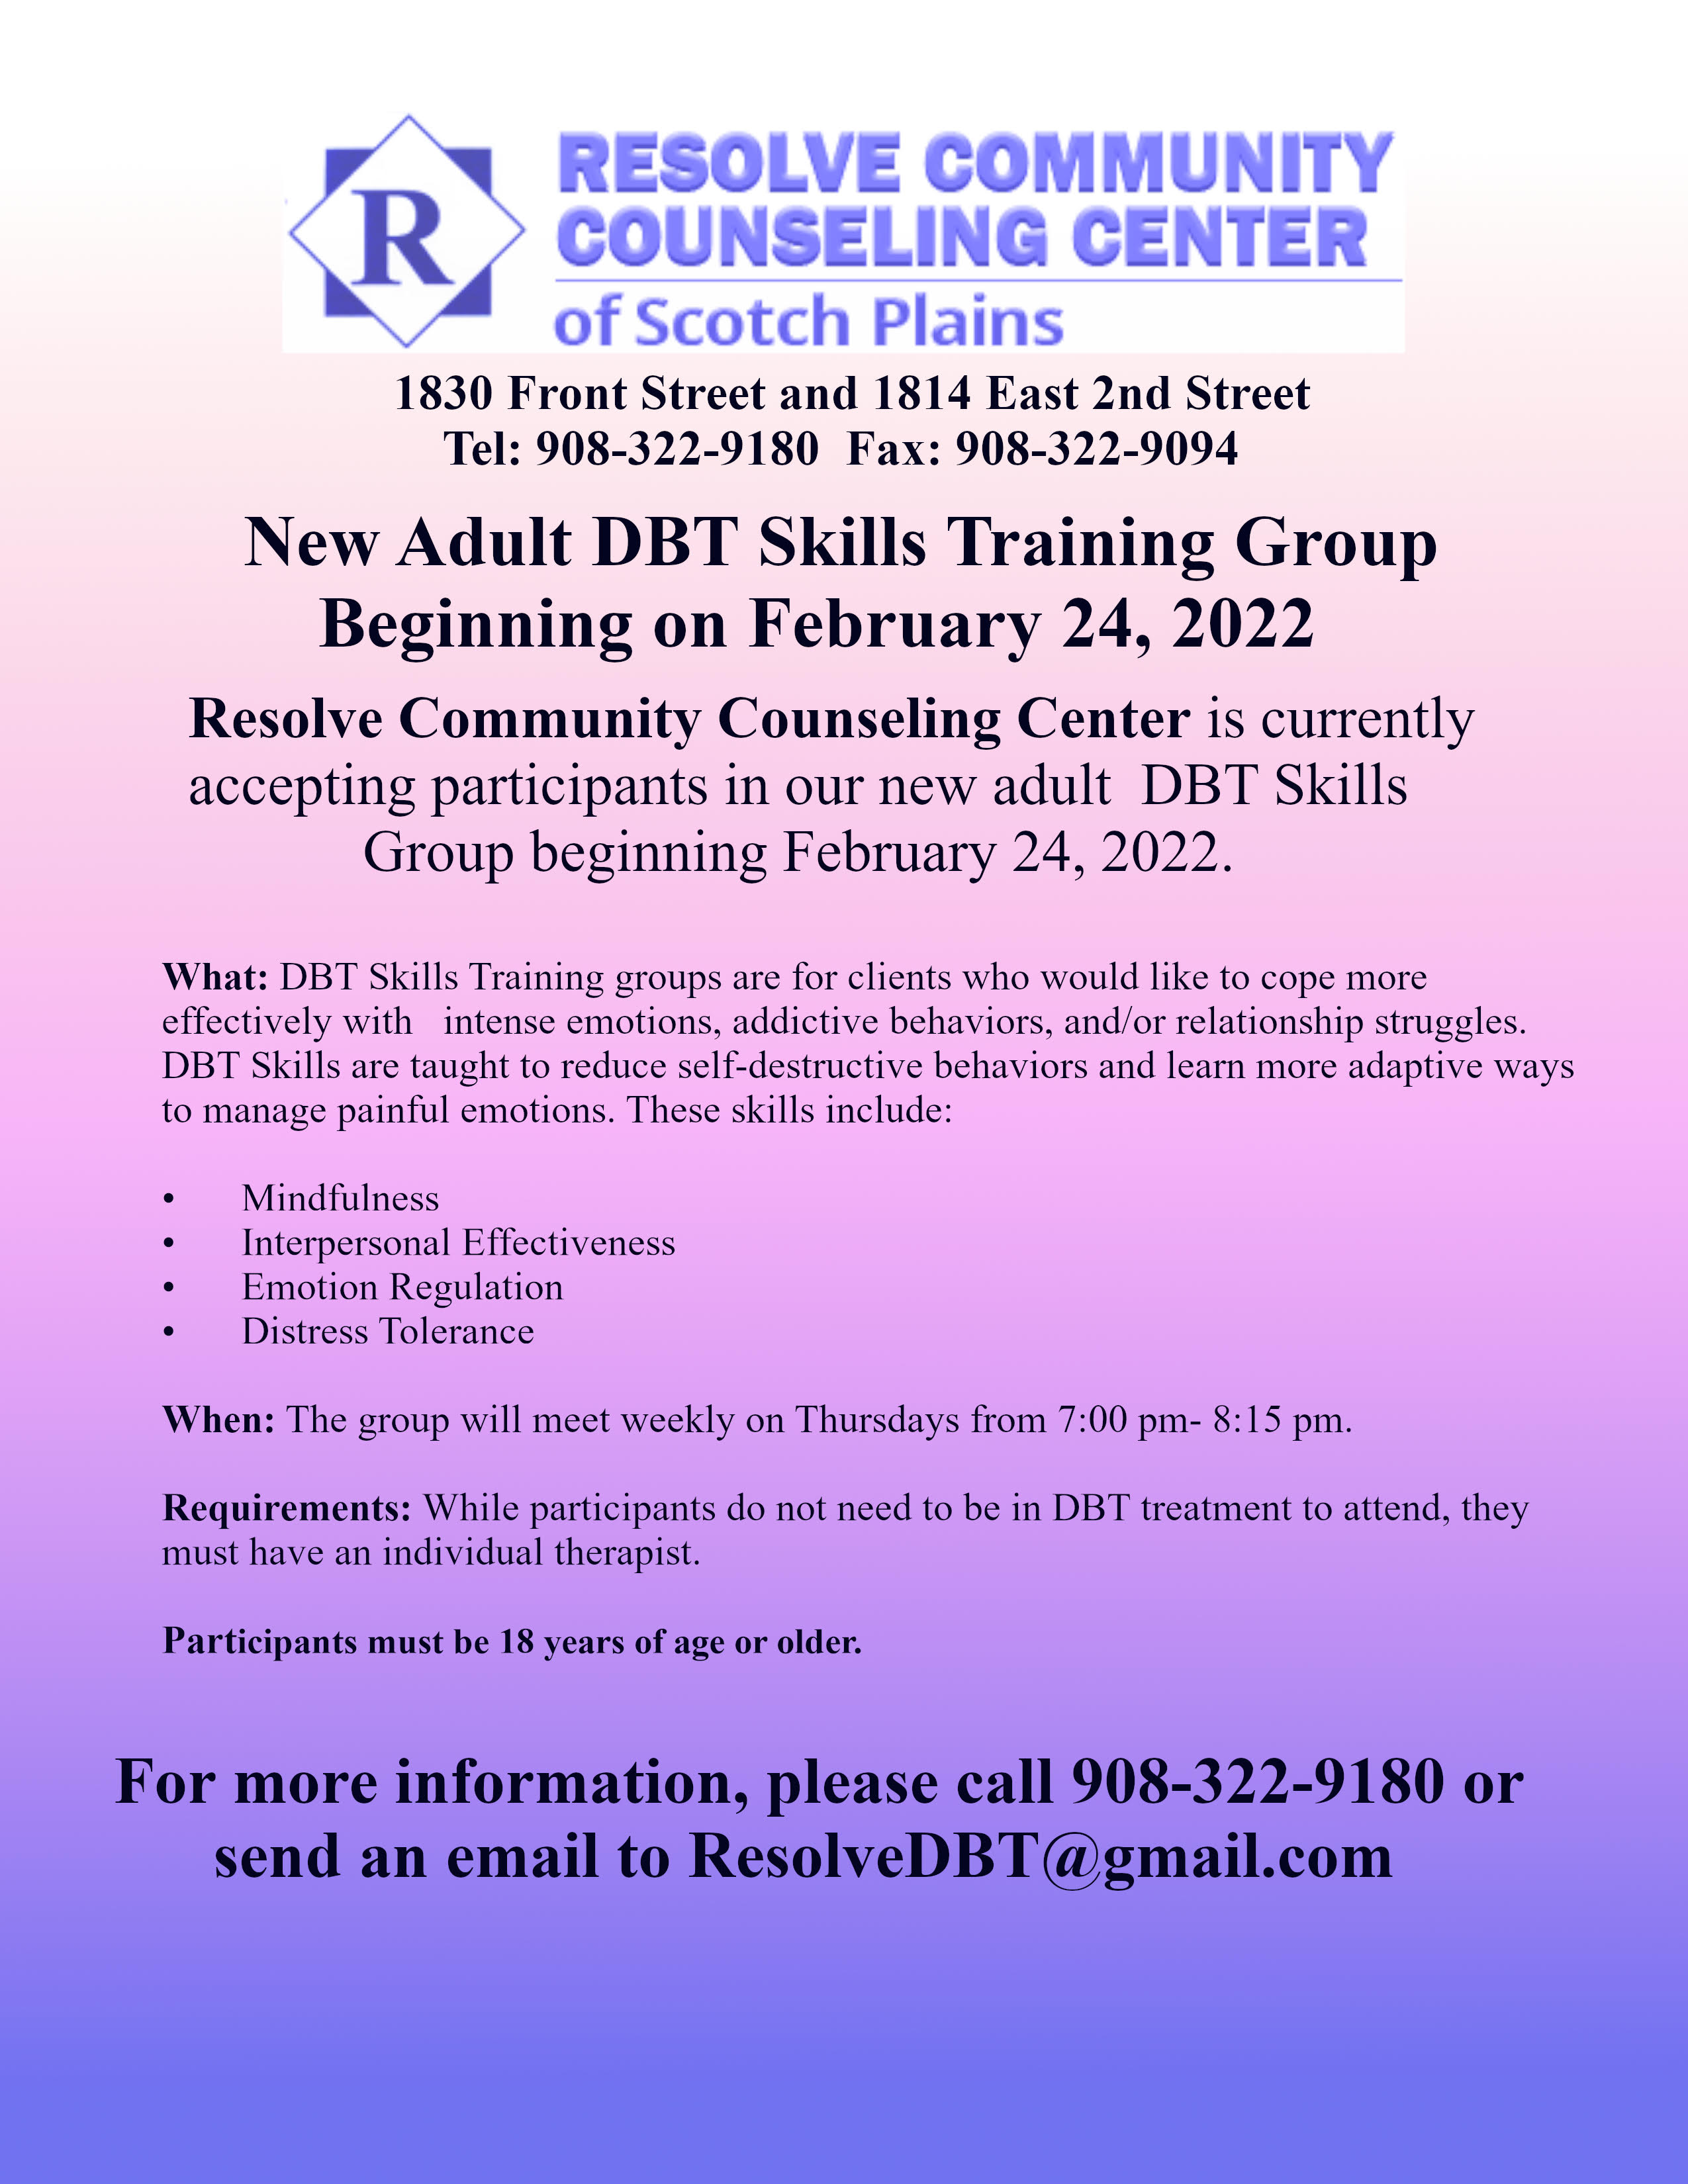 R
RESOLVE COMMUNITY
COUNSELING CENTER
of Scotch Plains
1830 Front Street and 1814 East 2nd Street
Tel: 908-322-9180  Fax: 908-322-9094
New Adult DBT Skills Training Group
Beginning on February 24, 2022
Resolve Community Counseling Center is currently
accepting participants in our new adult  DBT Skills
Group beginning February 24, 2022.
What: DBT Skills Training groups are for clients who would like to cope more
effectively with   intense emotions, addictive behaviors, and/or relationship struggles.
DBT Skills are taught to reduce self-destructive behaviors and learn more adaptive ways
to manage painful emotions. These skills include:
• Mindfulness
• Interpersonal Effectiveness
• Emotion Regulation
• Distress Tolerance
When: The group will meet weekly on Thursdays from 7:00 pm- 8:15 pm.
Requirements: While participants do not need to be in DBT treatment to attend, they
must have an individual therapist.
Participants must be 18 years of age or older.
For more information, please call 908-322-9180 or
send an email to ResolveDBT@gmail.com